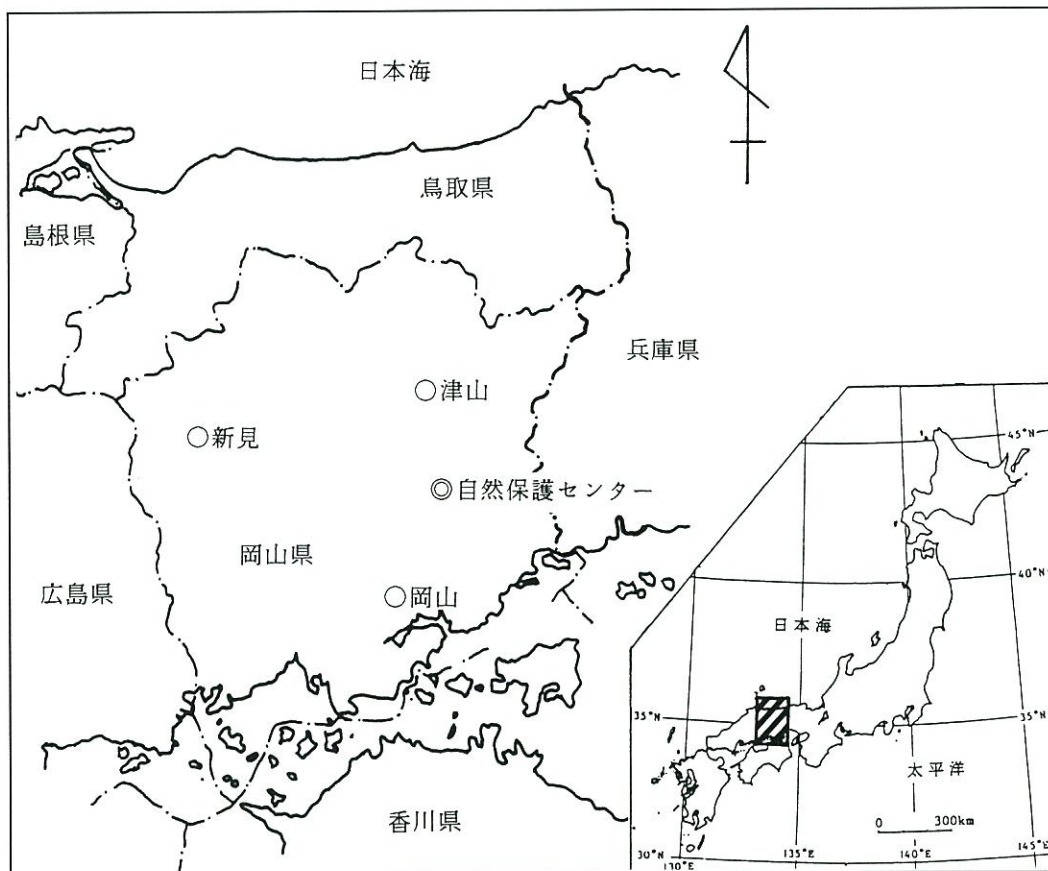 日本海
鳥取県
島根県
兵庫県
○津山
○新見
◎自然保護センター
岡山県
広島県
○岡山
香川県
45°N
40°N
日本海
35°N
35°N
太平洋
0 300km
30°N
130°E
135°E
140°E
145°E